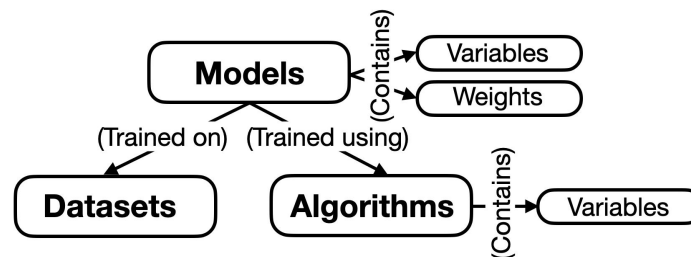 Models
(Contains)
Variables
Weights
(Trained on)
(Trained using)
Datasets
Algorithms
(Contains)
Variables